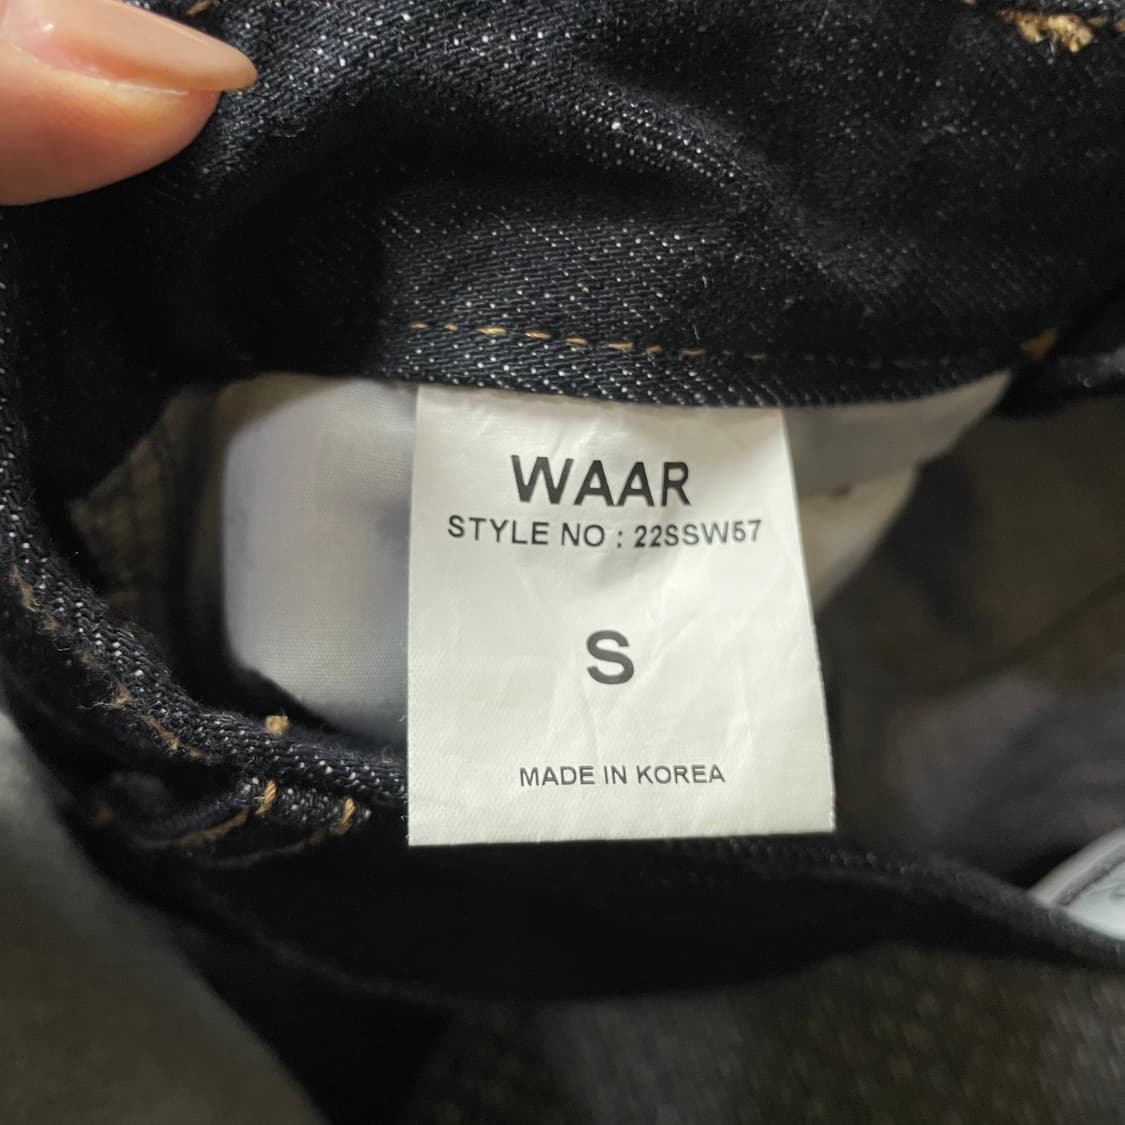 WAAR
STYLE NO : 22SSW57
S
MADE IN KOREA